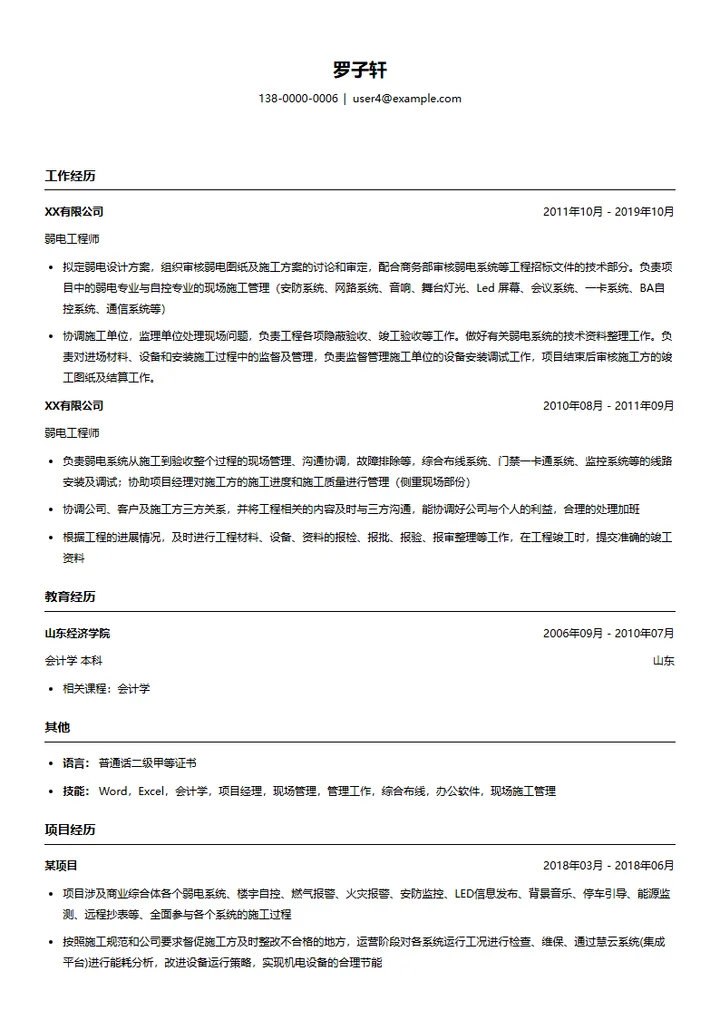 罗子轩
138-0000-0006 | user4@example.com
工作经历
XX有限公司 2011年10月 - 2019年10月
弱电工程师
• 拟定弱电设计方案，组织审核弱电图纸及施工方案的讨论和审定，配合商务部审核弱电系统等工程招标文件的技术部分。负责项
目中的弱电专业与自控专业的现场施工管理（安防系统、网路系统、音响、舞台灯光、Led 屏幕、会议系统、一卡系统、BA自
控系统、通信系统等）
• 协调施工单位，监理单位处理现场问题，负责工程各项隐蔽验收、竣工验收等工作。做好有关弱电系统的技术资料整理工作。负
责对进场材料、设备和安装施工过程中的监督及管理，负责监督管理施工单位的设备安装调试工作，项目结束后审核施工方的竣
工图纸及结算工作。
XX有限公司 2010年08月 - 2011年09月
弱电工程师
• 负责弱电系统从施工到验收整个过程的现场管理、沟通协调，故障排除等，综合布线系统、门禁一卡通系统、监控系统等的线路
安装及调试；协助项目经理对施工方的施工进度和施工质量进行管理（侧重现场部份）
• 协调公司、客户及施工方三方关系，并将工程相关的内容及时与三方沟通，能协调好公司与个人的利益，合理的处理加班
• 根据工程的进展情况，及时进行工程材料、设备、资料的报检、报批、报验、报审整理等工作，在工程竣工时，提交准确的竣工
资料
教育经历
山东经济学院 2006年09月 - 2010年07月
会计学 本科 山东
• 相关课程：会计学
其他
• 语言： 普通话二级甲等证书
• 技能： Word，Excel，会计学，项目经理，现场管理，管理工作，综合布线，办公软件，现场施工管理
项目经历
某项目 2018年03月 - 2018年06月
• 项目涉及商业综合体各个弱电系统、楼宇自控、燃气报警、火灾报警、安防监控、LED信息发布、背景音乐、停车引导、能源监
测、远程抄表等、全面参与各个系统的施工过程
• 按照施工规范和公司要求督促施工方及时整改不合格的地方，运营阶段对各系统运行工况进行检查、维保、通过慧云系统(集成
平台)进行能耗分析，改进设备运行策略，实现机电设备的合理节能